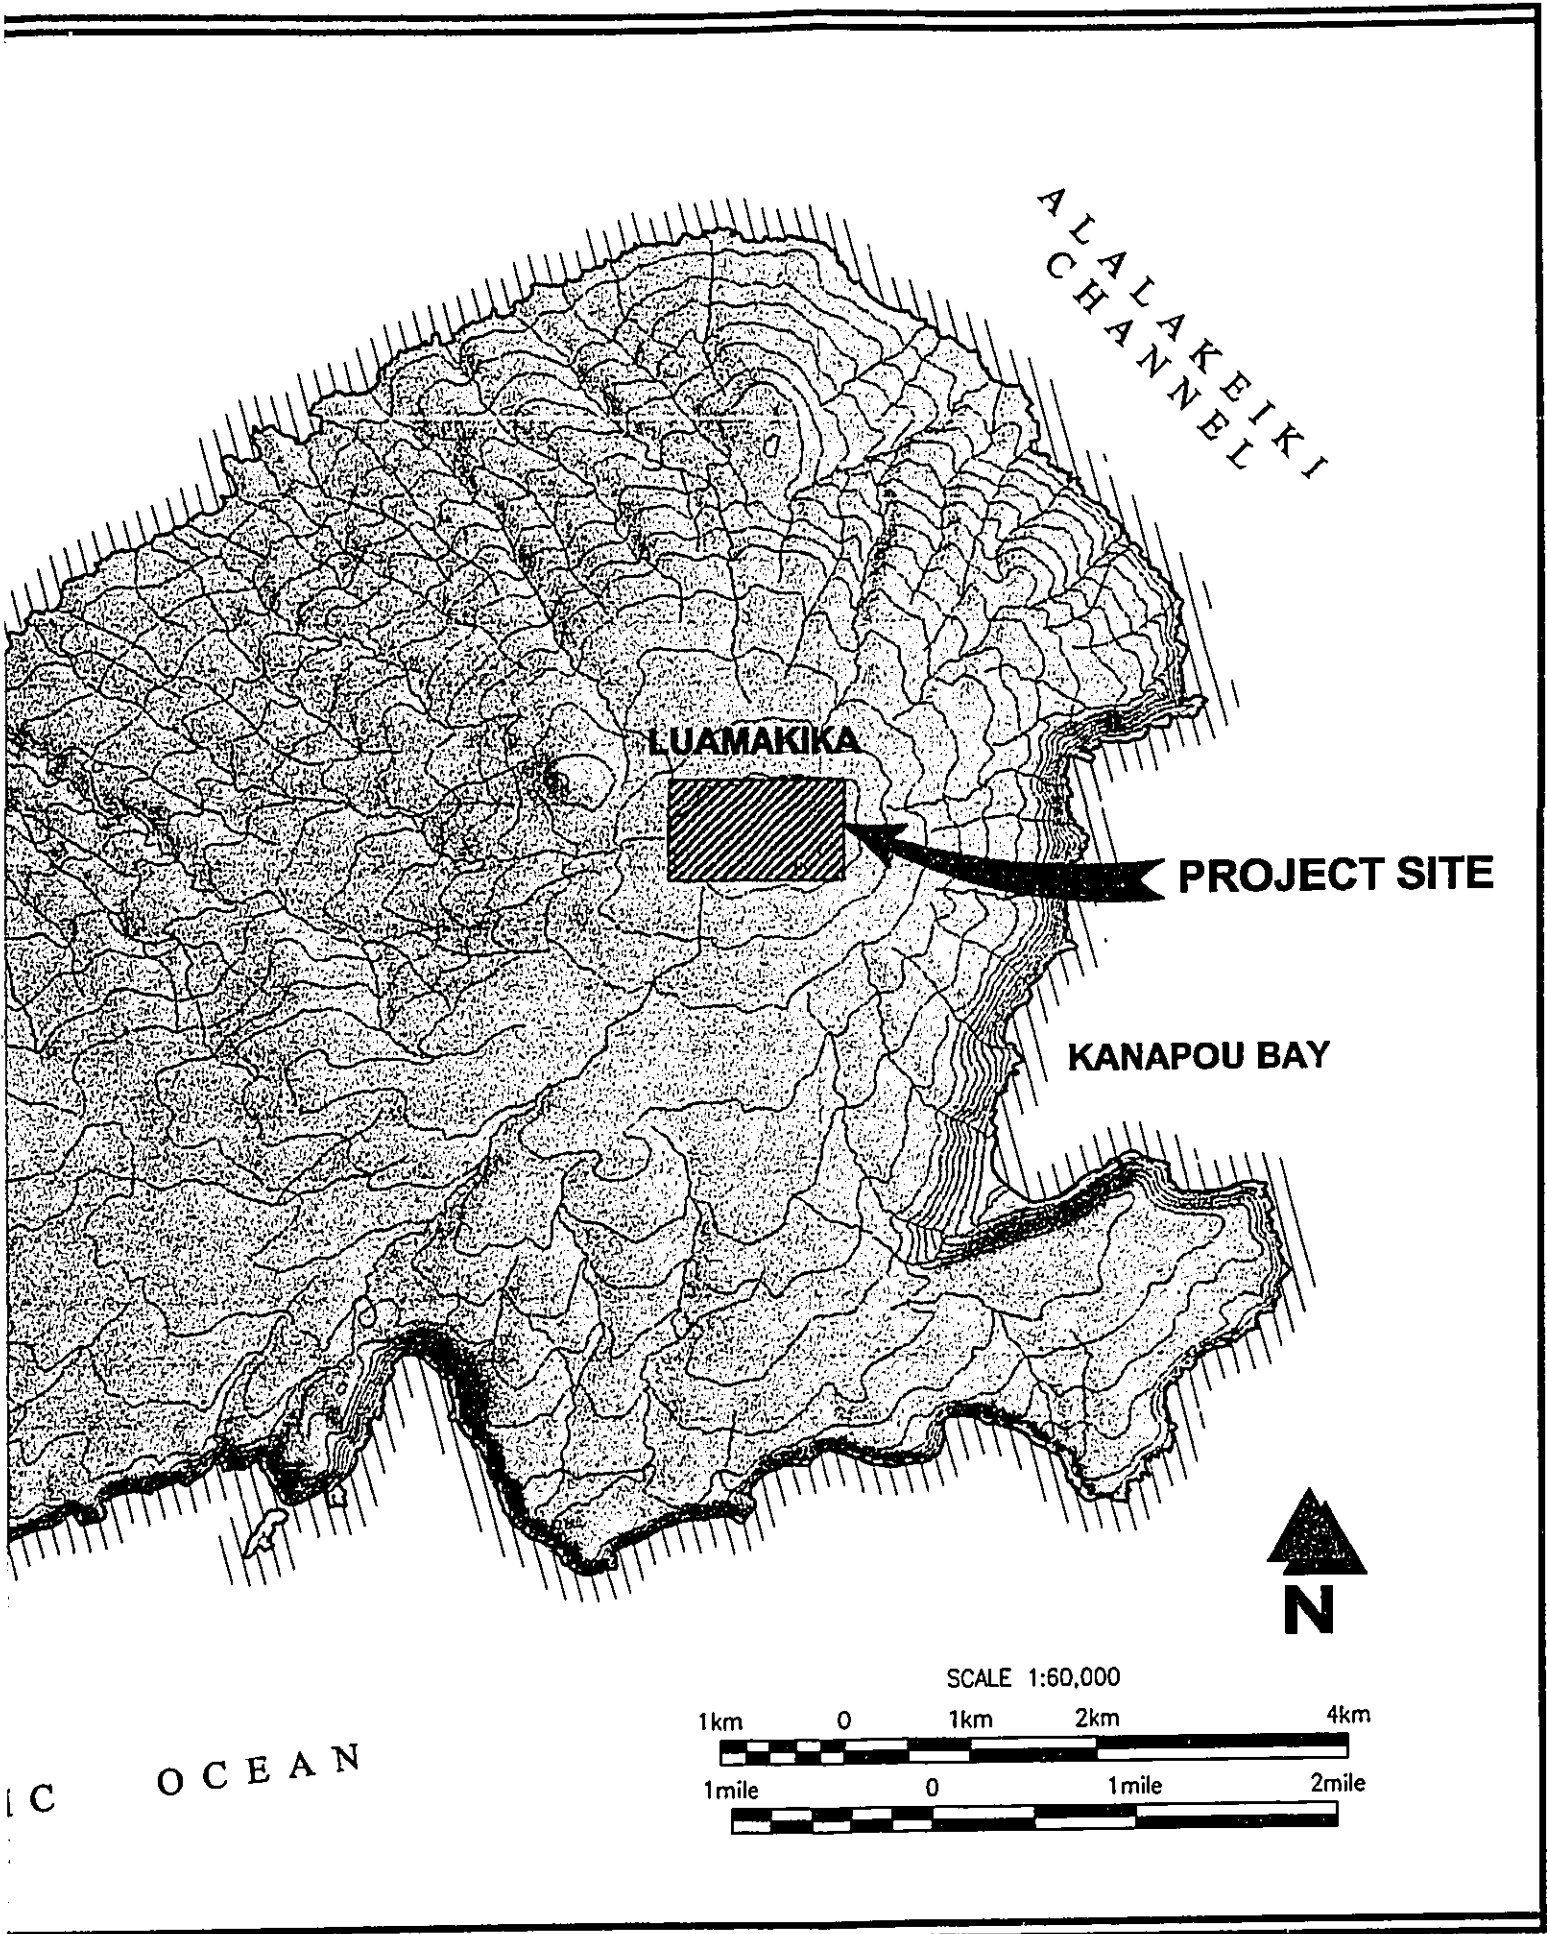 ALALAKEIKI
CHANNEL
LUAMAKIKA
PROJECT SITE
KANAPOU BAY
N
SCALE 1:60,000
1km 0 1km 2km 4km
1mile 0 1mile 2mile
IC OCEAN